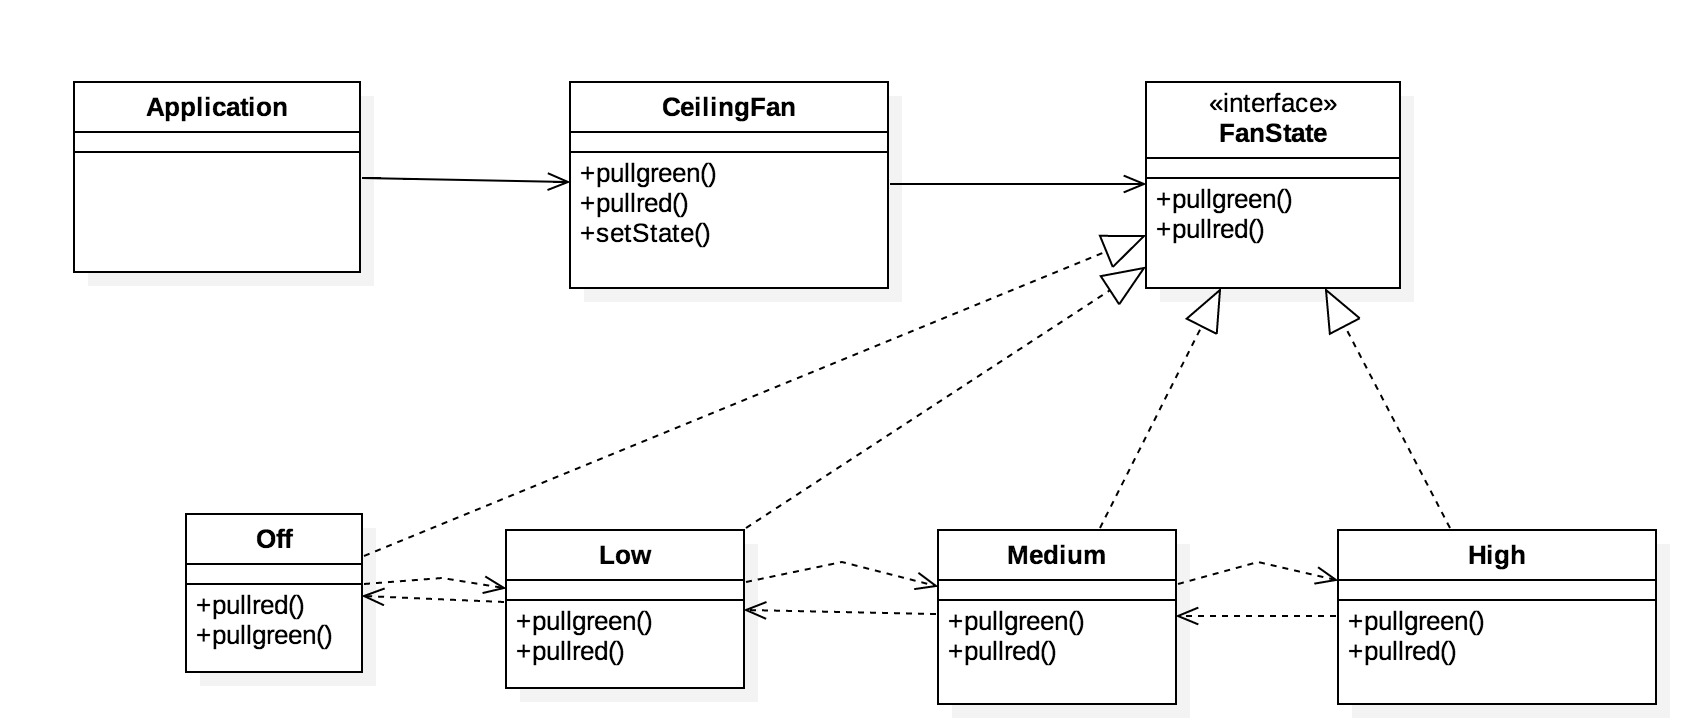 Application
CeilingFan
+pullgreen()
+pullred()
+setState()
«interface»
FanState
+pullgreen()
+pullred()
Off
+pullred()
+pullgreen()
Low
+pullgreen()
+pullred()
Medium
+pullgreen()
+pullred()
High
+pullgreen()
+pullred()